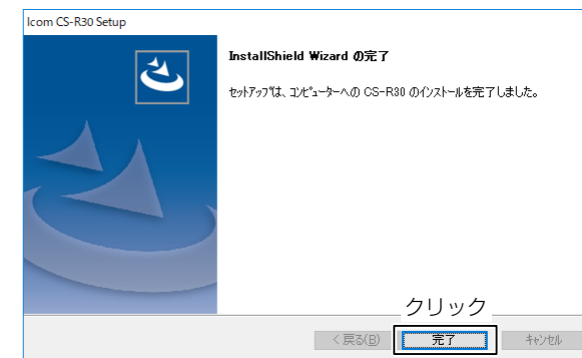 Icom CS-R30 Setup
InstallShield Wizard の完了
ｾｯﾄｱｯﾌﾟは、ｺﾝﾋﾟｭｰﾀｰへの CS-R30 のｲﾝｽﾄｰﾙを完了しました。
クリック
< 戻る(B)
完了
ｷｬﾝｾﾙ